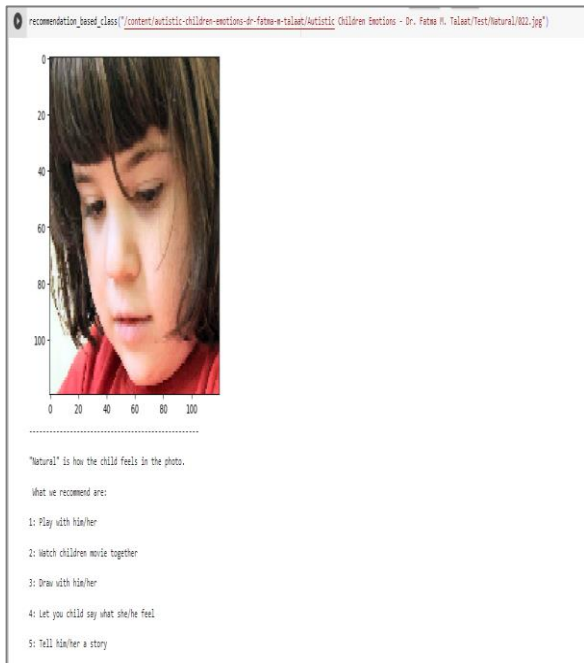 recommendation_based_class("/content/autistic-children-emotions-dr-fatma-m-talaat/Autistic Children Emotions - Dr. Fatma M. Talaat/Test/Natural/022.jpg")
0
20
40
60
80
100
0 20 40 60 80 100
--------------------------------------------------
"Natural" is how the child feels in the photo.
What we recommend are:
1: Play with him/her
2: Watch children movie together
3: Draw with him/her
4: Let you child say what she/he feel
5: Tell him/her a story